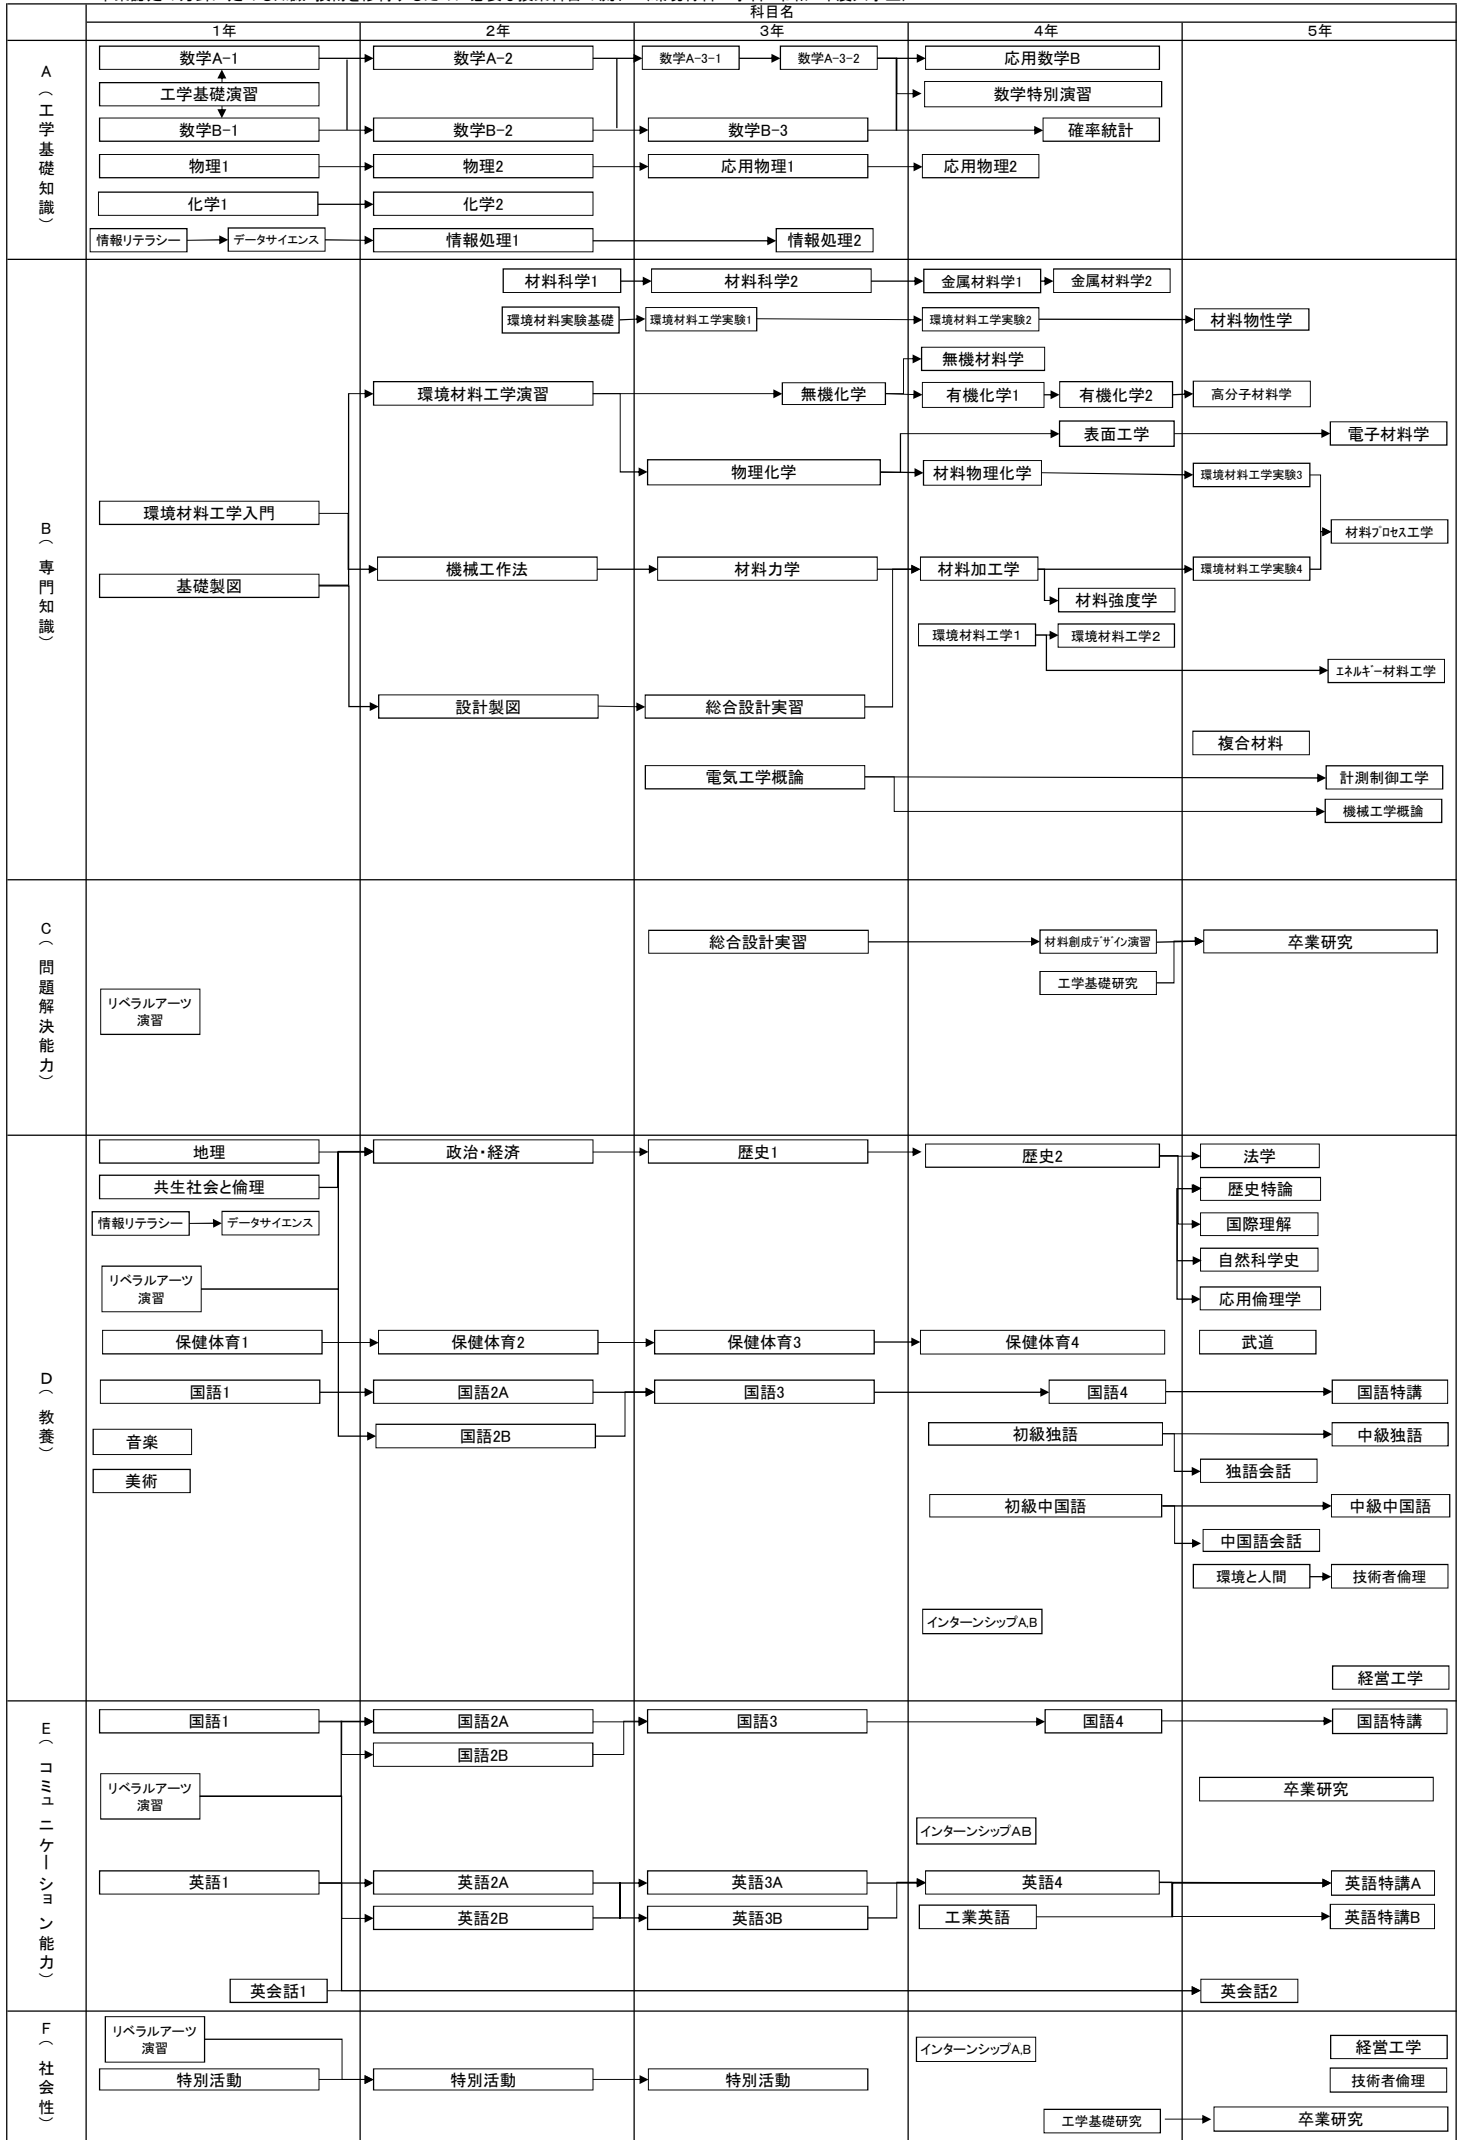 科目名
1年 2年 3年 4年 5年
A（工学基礎知識）
数学A-1 数学A-2 数学A-3-1 数学A-3-2 応用数学B
工学基礎演習 数学特別演習
数学B-1 数学B-2 数学B-3 確率統計
物理1 物理2 応用物理1 応用物理2
化学1 化学2
情報リテラシー データサイエンス 情報処理1 情報処理2
B（専門知識）
材料科学1 材料科学2 金属材料学1 金属材料学2
環境材料実験基礎 環境材料工学実験1 環境材料工学実験2 材料物性学
無機材料学
環境材料工学演習 無機化学 有機化学1 有機化学2 高分子材料学
表面工学 電子材料学
物理化学 材料物理化学 環境材料工学実験3
環境材料工学入門
材料プロセス工学
機械工作法 材料力学 材料加工学 環境材料工学実験4
基礎製図
材料強度学
環境材料工学1 環境材料工学2
エネルギー材料工学
設計製図 総合設計実習
複合材料
電気工学概論 計測制御工学
機械工学概論
C（問題解決能力）
総合設計実習 材料創成デザイン演習 卒業研究
工学基礎研究
リベラルアーツ
演習
D（教養）
地理 政治・経済 歴史1 歴史2 法学
共生社会と倫理 歴史特論
情報リテラシー データサイエンス 国際理解
自然科学史
リベラルアーツ
演習
応用倫理学
保健体育1 保健体育2 保健体育3 保健体育4 武道
国語1 国語2A 国語3 国語4 国語特講
音楽 国語2B 初級独語 中級独語
美術 独語会話
初級中国語 中級中国語
中国語会話
環境と人間 技術者倫理
インターンシップA,B
経営工学
E（コミュニケーション能力）
国語1 国語2A 国語3 国語4 国語特講
国語2B
リベラルアーツ
演習
卒業研究
インターンシップAB
英語1 英語2A 英語3A 英語4 英語特講A
英語2B 英語3B 工業英語 英語特講B
英会話1 英会話2
F（社会性）
リベラルアーツ
演習
インターンシップA,B 経営工学
特別活動 特別活動 特別活動 技術者倫理
工学基礎研究 卒業研究